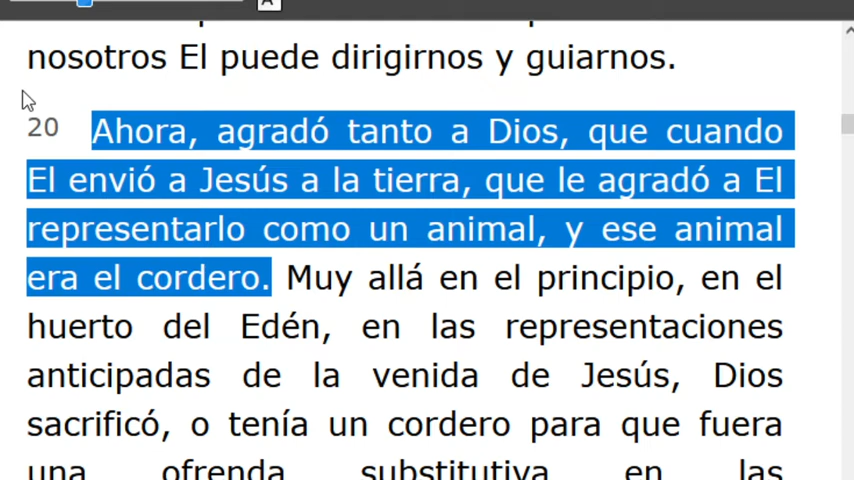 nosotros El puede dirigirnos y guiarnos.
20 Ahora, agradó tanto a Dios, que cuando
El envió a Jesús a la tierra, que le agradó a El
representarlo como un animal, y ese animal
era el cordero. Muy allá en el principio, en el
huerto del Edén, en las representaciones
anticipadas de la venida de Jesús, Dios
sacrificó, o tenía un cordero para que fuera
una ofrenda substitutiva en las